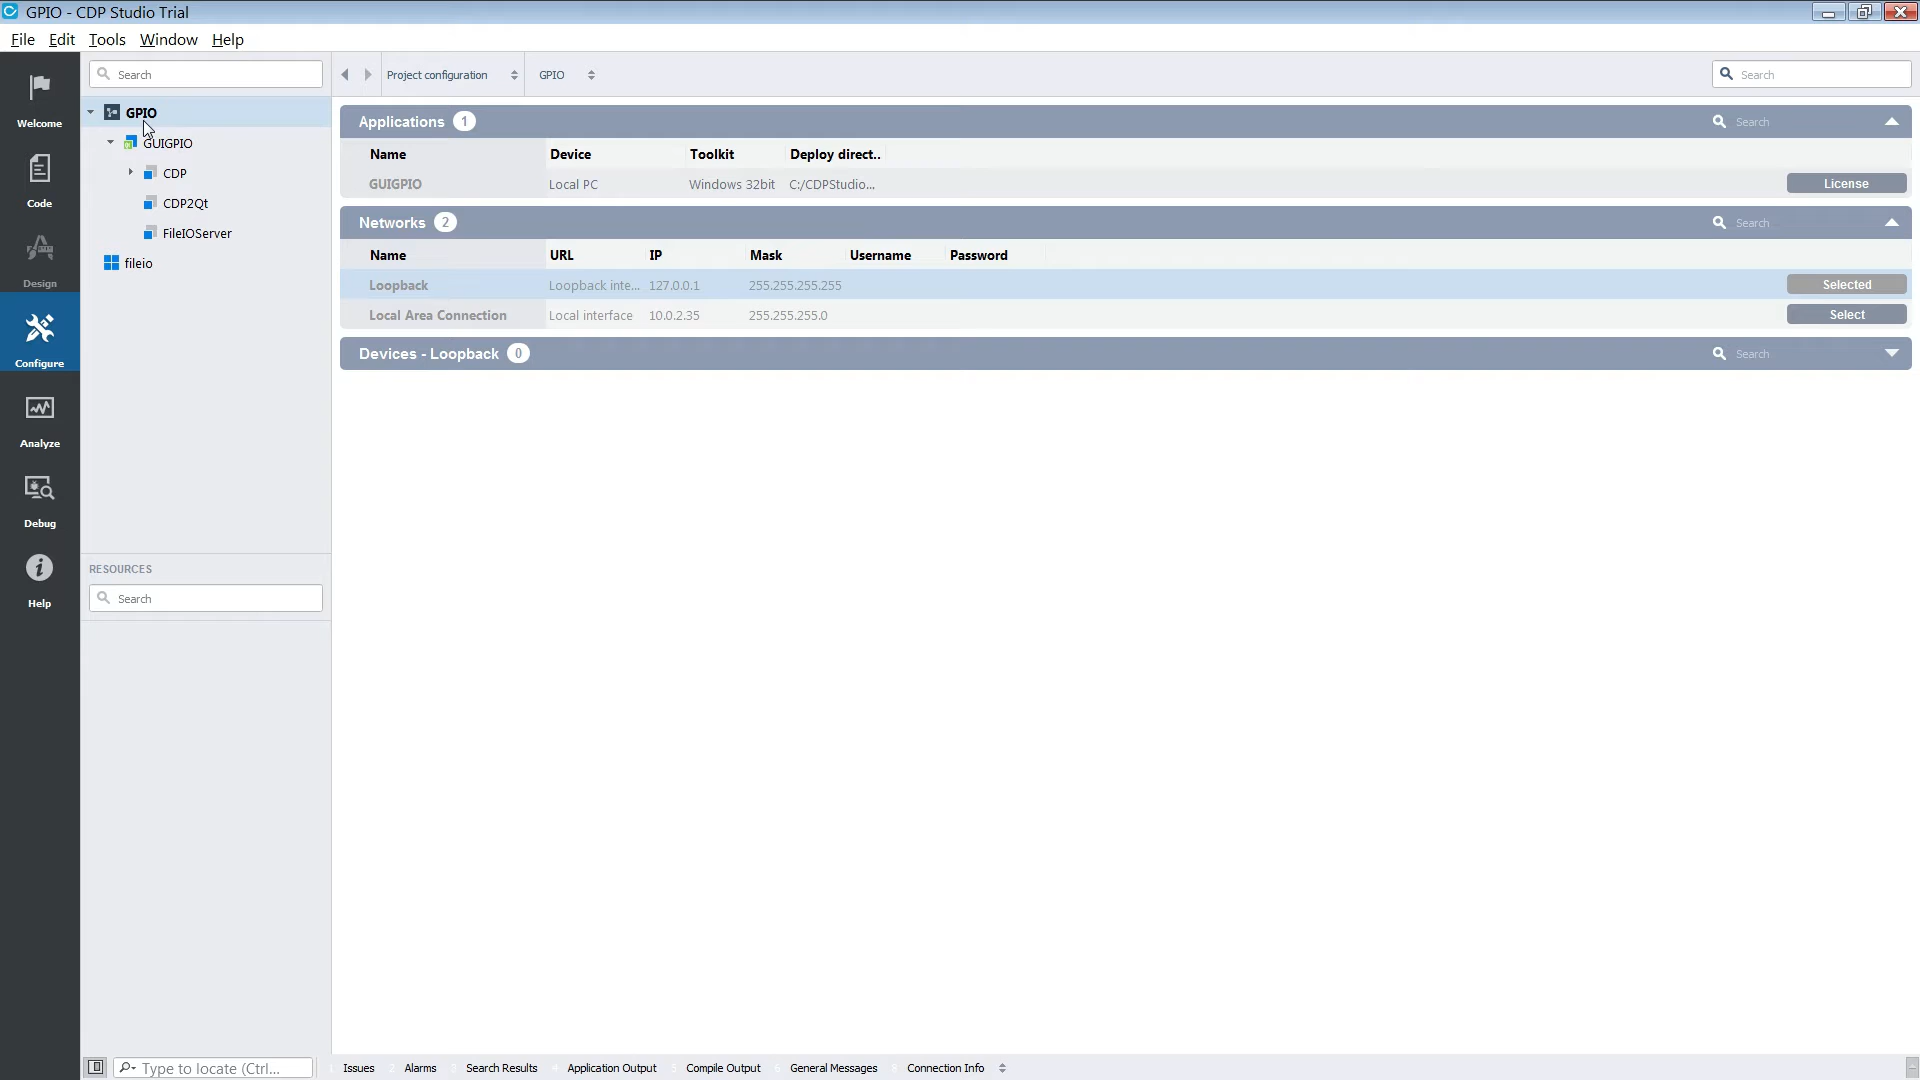 GPIO - CDP Studio Trial
File Edit Tools Window Help
Search
Project configuration
GPIO
Search
Welcome
Code
Design
Configure
Analyze
Debug
Help
GPIO
GUIGPIO
CDP
CDP2Qt
FileIOServer
fileio
RESOURCES
Search
Applications 1 Search
Name Device Toolkit Deploy direct..
GUIGPIO Local PC Windows 32bit C:/CDPStudio... License
Networks 2 Search
Name URL IP Mask Username Password
Loopback Loopback inte... 127.0.0.1 255.255.255.255 Selected
Local Area Connection Local interface 10.0.2.35 255.255.255.0 Select
Devices - Loopback 0 Search
Type to locate (Ctrl... Issues Alarms Search Results Application Output Compile Output General Messages Connection Info